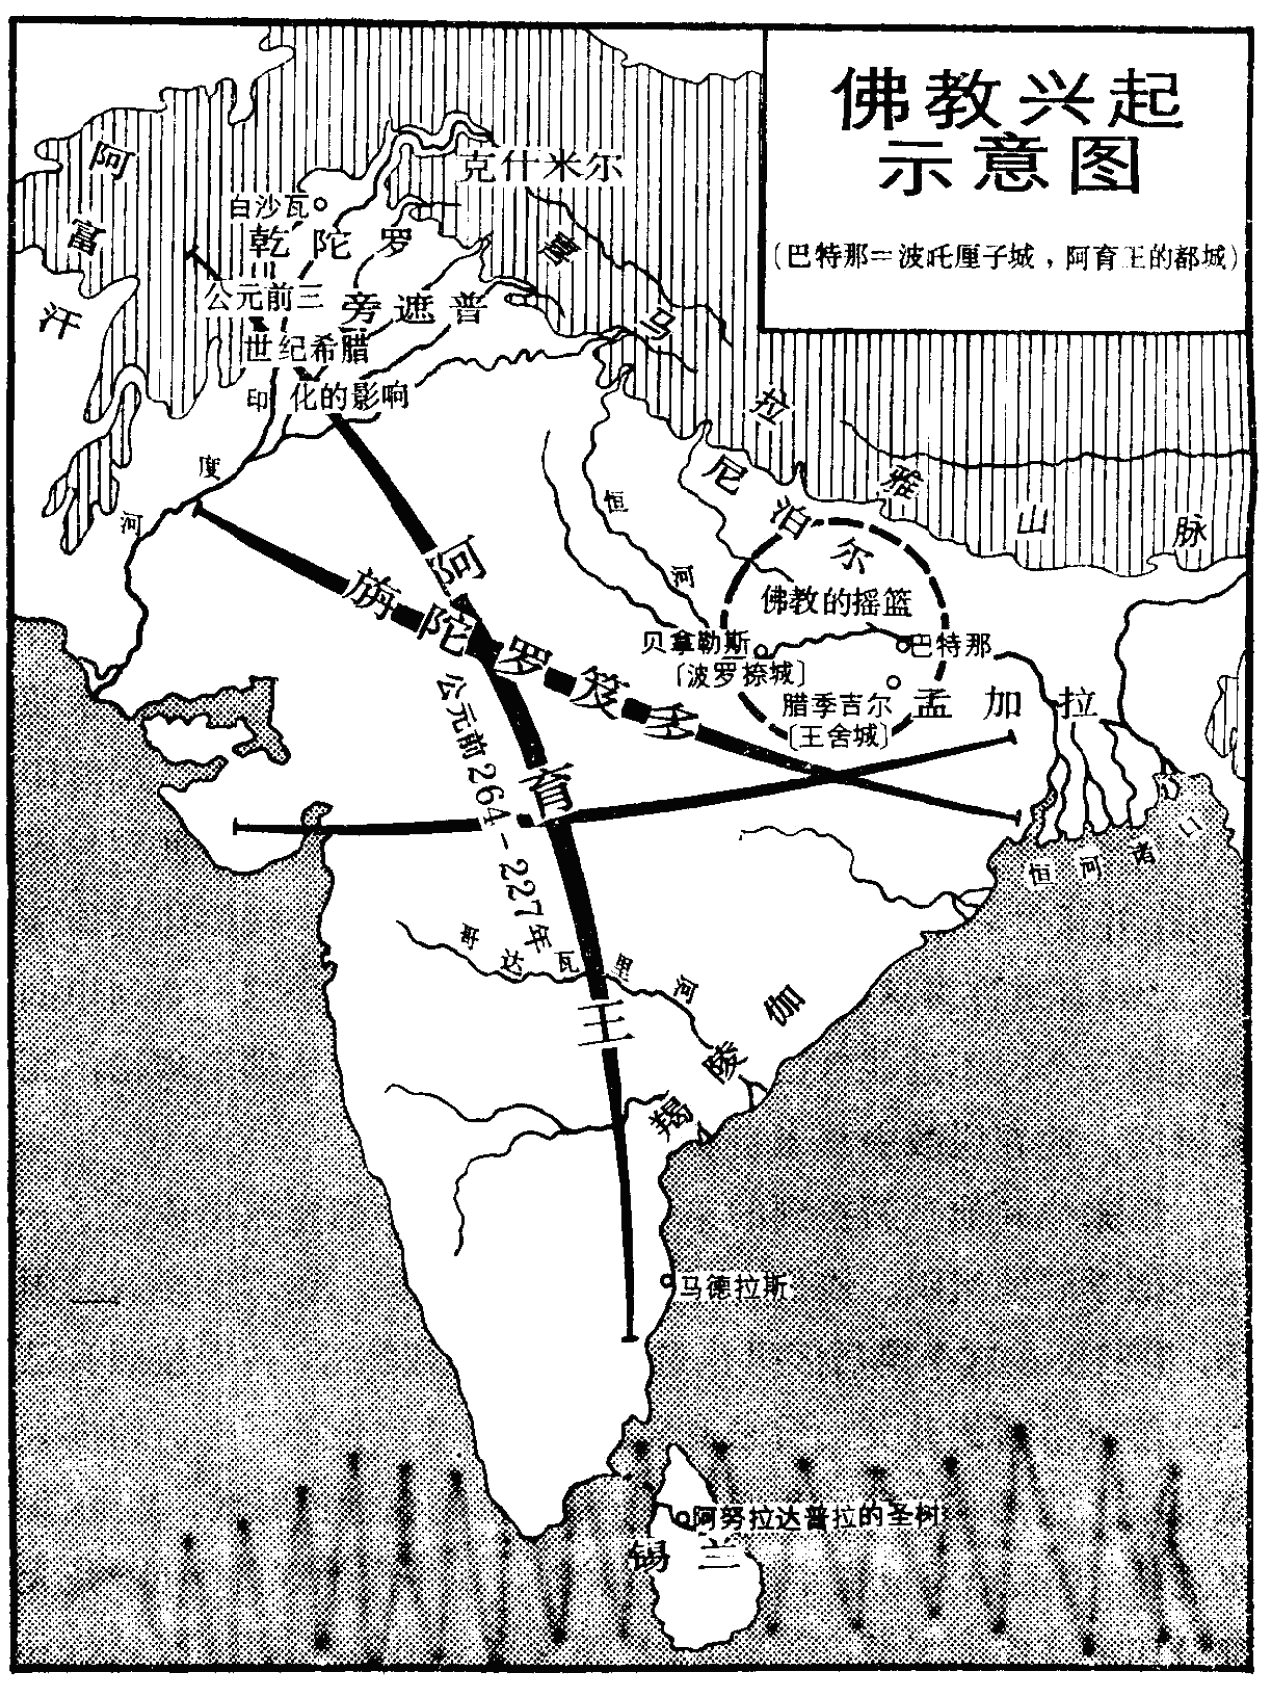 佛教兴起
示意图
(巴特那=波吒厘子城,阿育王的都城)
阿富汗
克什米尔
白沙瓦
乾陀罗
公元前三
世纪希腊
化的影响
旁遮普
喜马拉雅山脉
印度河
尼泊尔
恒河
佛教的摇篮
贝拿勒斯
〔波罗捺城〕
巴特那
腊季吉尔
〔王舍城〕
孟加拉
旃陀罗笈多
阿育王
公元前264-227年
恒河诸口
哥达瓦里河
羯陵伽
马德拉斯
阿努拉达普拉的圣树
锡兰